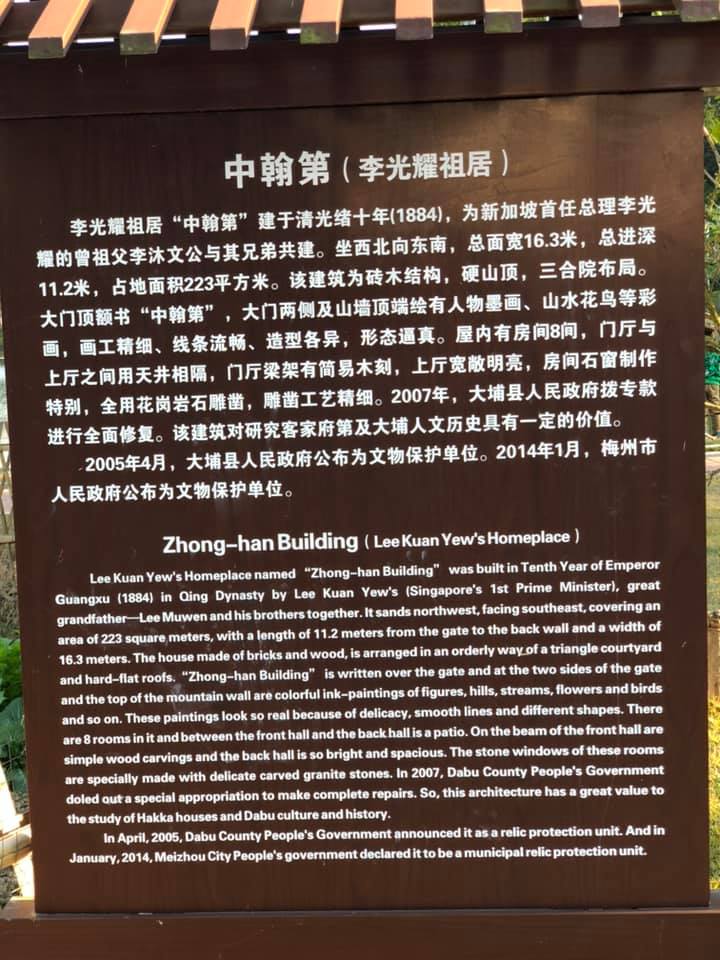 中翰第（李光耀祖居）
李光耀祖居“中翰第”建于清光绪十年(1884)，为新加坡首任总理李光
耀的曾祖父李沐文公与其兄弟共建。坐西北向东南，总面宽16.3米，总进深
11.2米，占地面积223平方米。该建筑为砖木结构，硬山顶，三合院布局。
大门顶额书“中翰第”，大门两侧及山墙顶端绘有人物墨画、山水花鸟等彩
画，画工精细、线条流畅、造型各异，形态逼真。屋内有房间8间，门厅与
上厅之间用天井相隔，门厅梁架有简易木刻，上厅宽敞明亮，房间石窗制作
特别，全用花岗岩石雕凿，雕凿工艺精细。2007年，大埔县人民政府拨专款
进行全面修复。该建筑对研究客家府第及大埔人文历史具有一定的价值。
2005年4月，大埔县人民政府公布为文物保护单位。2014年1月，梅州市
人民政府公布为文物保护单位。
Zhong-han Building ( Lee Kuan Yew's Homeplace )
Lee Kuan Yew's Homeplace named “Zhong-han Building” was built in Tenth Year of Emperor
Guangxu (1884) in Qing Dynasty by Lee Kuan Yew's (Singapore's 1st Prime Minister), great
grandfather—Lee Muwen and his brothers together. It sands northwest, facing southeast, covering an
area of 223 square meters, with a length of 11.2 meters from the gate to the back wall and a width of
16.3 meters. The house made of bricks and wood, is arranged in an orderly way of a triangle courtyard
and hard-flat roofs. “Zhong-han Building” is written over the gate and at the two sides of the gate
and the top of the mountain wall are colorful ink-paintings of figures, hills, streams, flowers and birds
and so on. These paintings look so real because of delicacy, smooth lines and different shapes. There
are 8 rooms in it and between the front hall and the back hall is a patio. On the beam of the front hall are
simple wood carvings and the back hall is so bright and spacious. The stone windows of these rooms
are specially made with delicate carved granite stones. In 2007, Dabu County People's Government
doled out a special appropriation to make complete repairs. So, this architecture has a great value to
the study of Hakka houses and Dabu culture and history.
In April, 2005, Dabu County People's Government announced it as a relic protection unit. And in
January, 2014, Meizhou City People's government declared it to be a municipal relic protection unit.